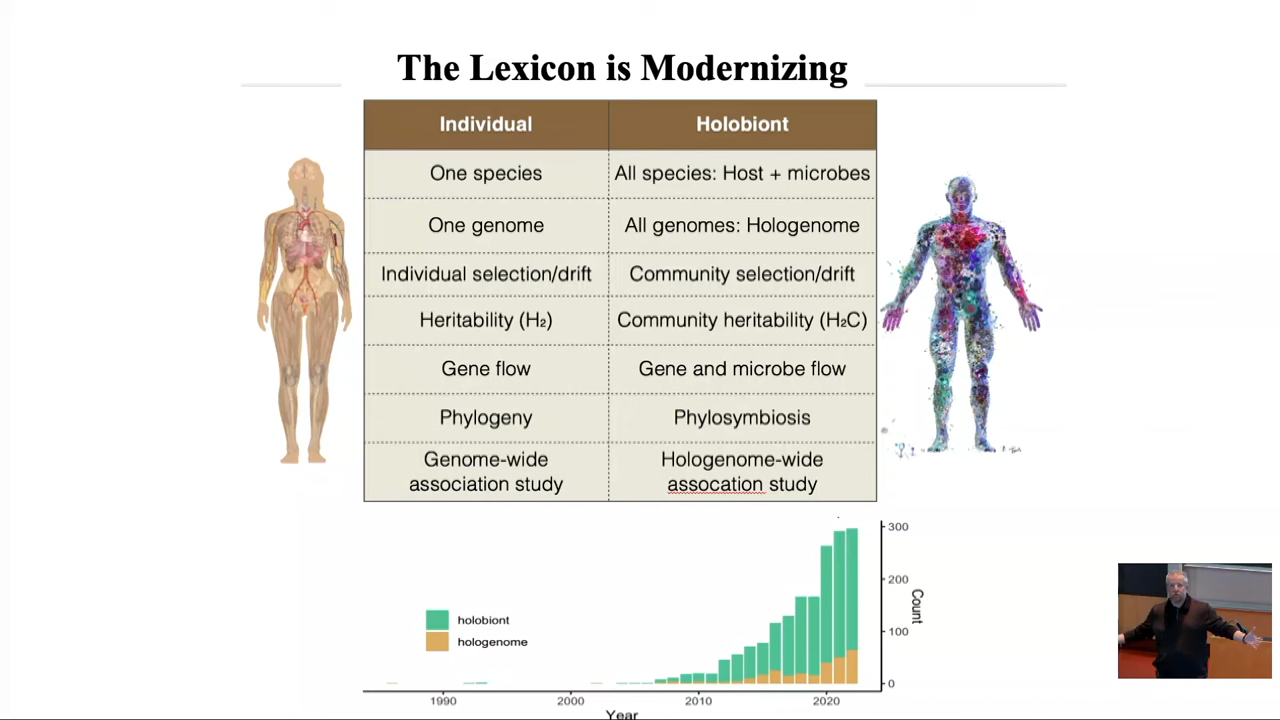 The Lexicon is Modernizing
Individual
Holobiont
One species
All species: Host + microbes
One genome
All genomes: Hologenome
Individual selection/drift
Community selection/drift
Heritability (H₂)
Community heritability (H₂C)
Gene flow
Gene and microbe flow
Phylogeny
Phylosymbiosis
Genome-wide
association study
Hologenome-wide
assocation study
holobiont
hologenome
300
200
100
0
Count
1990
2000
2010
2020
Year